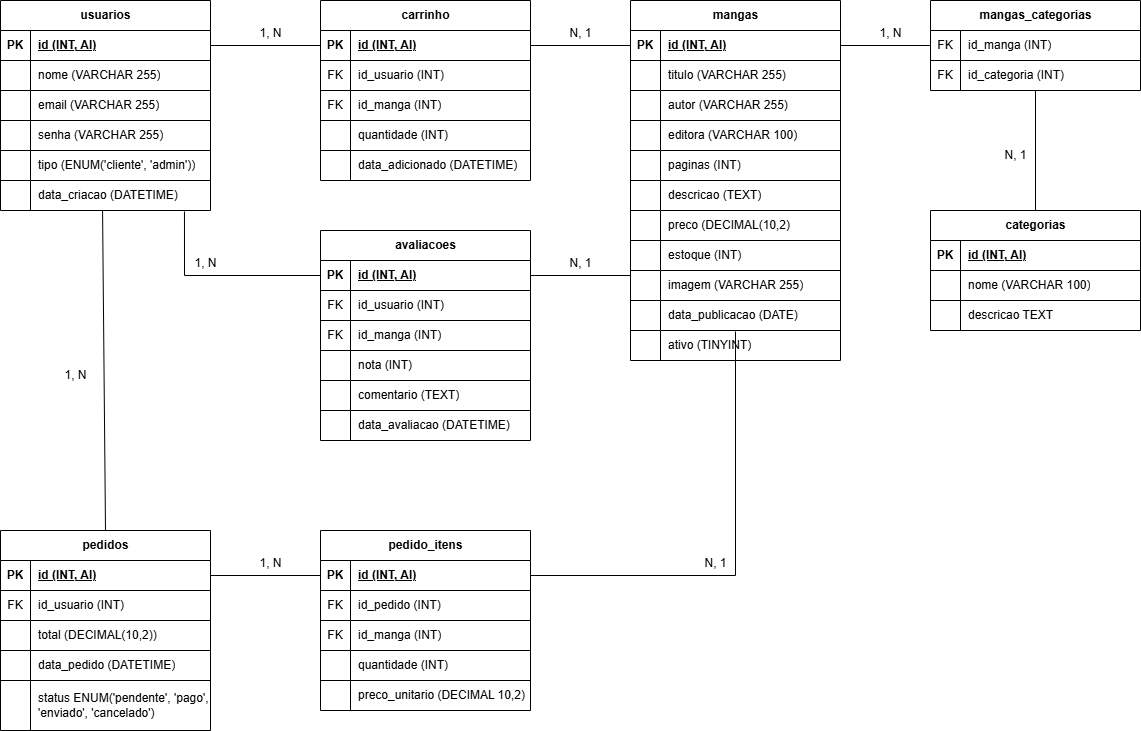 usuarios
PK id (INT, AI)
nome (VARCHAR 255)
email (VARCHAR 255)
senha (VARCHAR 255)
tipo (ENUM('cliente', 'admin'))
data_criacao (DATETIME)
1, N
carrinho
PK id (INT, AI)
FK id_usuario (INT)
FK id_manga (INT)
quantidade (INT)
data_adicionado (DATETIME)
N, 1
mangas
PK id (INT, AI)
titulo (VARCHAR 255)
autor (VARCHAR 255)
editora (VARCHAR 100)
paginas (INT)
descricao (TEXT)
preco (DECIMAL(10,2)
estoque (INT)
imagem (VARCHAR 255)
data_publicacao (DATE)
ativo (TINYINT)
1, N
mangas_categorias
FK id_manga (INT)
FK id_categoria (INT)
N, 1
categorias
PK id (INT, AI)
nome (VARCHAR 100)
descricao TEXT
1, N
avaliacoes
PK id (INT, AI)
FK id_usuario (INT)
FK id_manga (INT)
nota (INT)
comentario (TEXT)
data_avaliacao (DATETIME)
N, 1
1, N
pedidos
PK id (INT, AI)
FK id_usuario (INT)
total (DECIMAL(10,2))
data_pedido (DATETIME)
status ENUM('pendente', 'pago',
'enviado', 'cancelado')
1, N
pedido_itens
PK id (INT, AI)
FK id_pedido (INT)
FK id_manga (INT)
quantidade (INT)
preco_unitario (DECIMAL 10,2)
N, 1